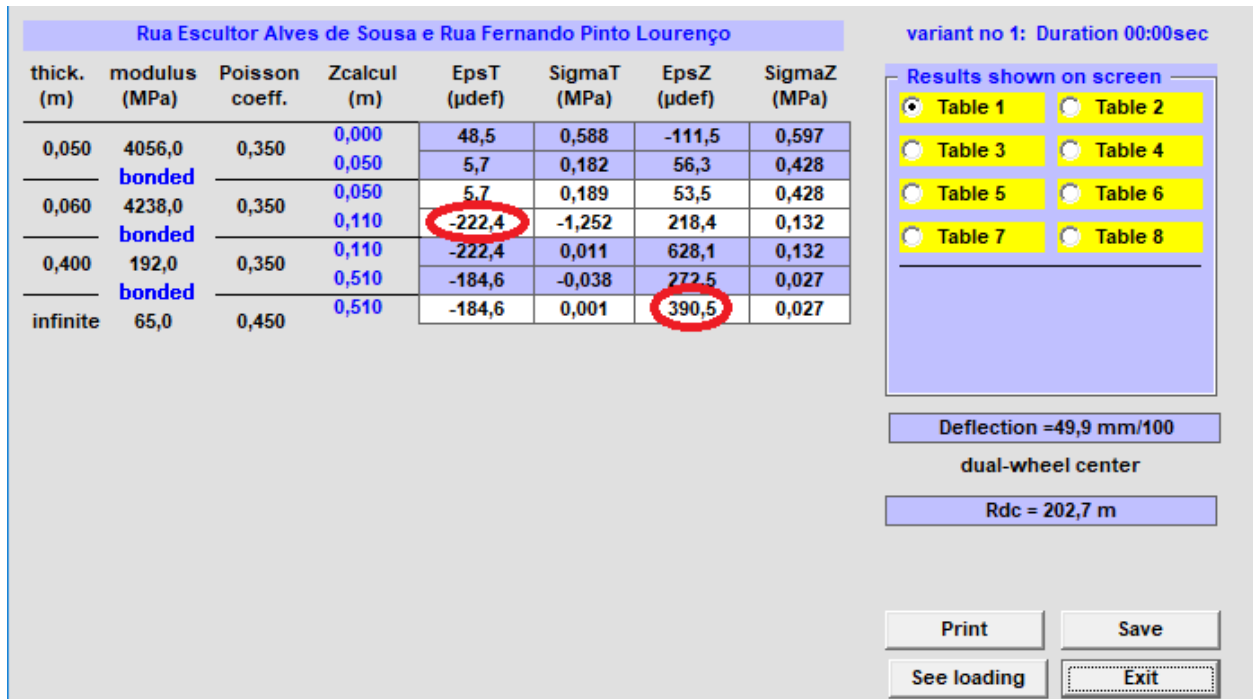 Rua Escultor Alves de Sousa e Rua Fernando Pinto Lourenço
variant no 1: Duration 00:00sec
thick. modulus Poisson Zcalcul EpsT SigmaT EpsZ SigmaZ
(m) (MPa) coeff. (m) (µdef) (MPa) (µdef) (MPa)
0,000 48,5 0,588 -111,5 0,597
0,050 4056,0 0,350
0,050 5,7 0,182 56,3 0,428
bonded
0,050 5,7 0,189 53,5 0,428
0,060 4238,0 0,350
0,110 -222,4 -1,252 218,4 0,132
bonded
0,110 -222,4 0,011 628,1 0,132
0,400 192,0 0,350
0,510 -184,6 -0,038 272,5 0,027
bonded
0,510 -184,6 0,001 390,5 0,027
infinite 65,0 0,450
Results shown on screen
Table 1 Table 2
Table 3 Table 4
Table 5 Table 6
Table 7 Table 8
Deflection =49,9 mm/100
dual-wheel center
Rdc = 202,7 m
Print Save
See loading Exit